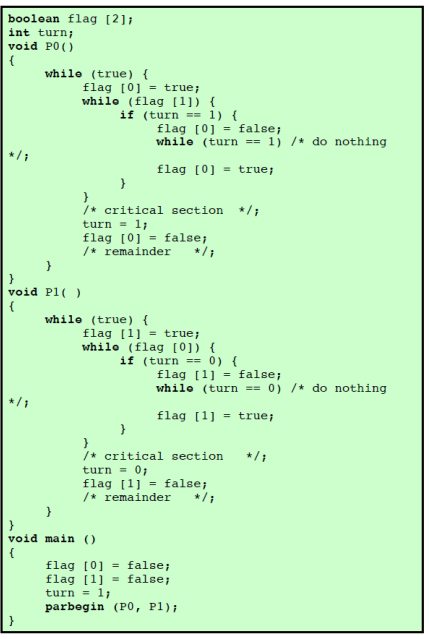 boolean flag [2];
int turn;
void P0()
{
while (true) {
flag [0] = true;
while (flag [1]) {
if (turn == 1) {
flag [0] = false;
while (turn == 1) /* do nothing
*/;
flag [0] = true;
}
}
/* critical section */;
turn = 1;
flag [0] = false;
/* remainder */;
}
}
void P1( )
{
while (true) {
flag [1] = true;
while (flag [0]) {
if (turn == 0) {
flag [1] = false;
while (turn == 0) /* do nothing
*/;
flag [1] = true;
}
}
/* critical section */;
turn = 0;
flag [1] = false;
/* remainder */;
}
}
void main ()
{
flag [0] = false;
flag [1] = false;
turn = 1;
parbegin (P0, P1);
}